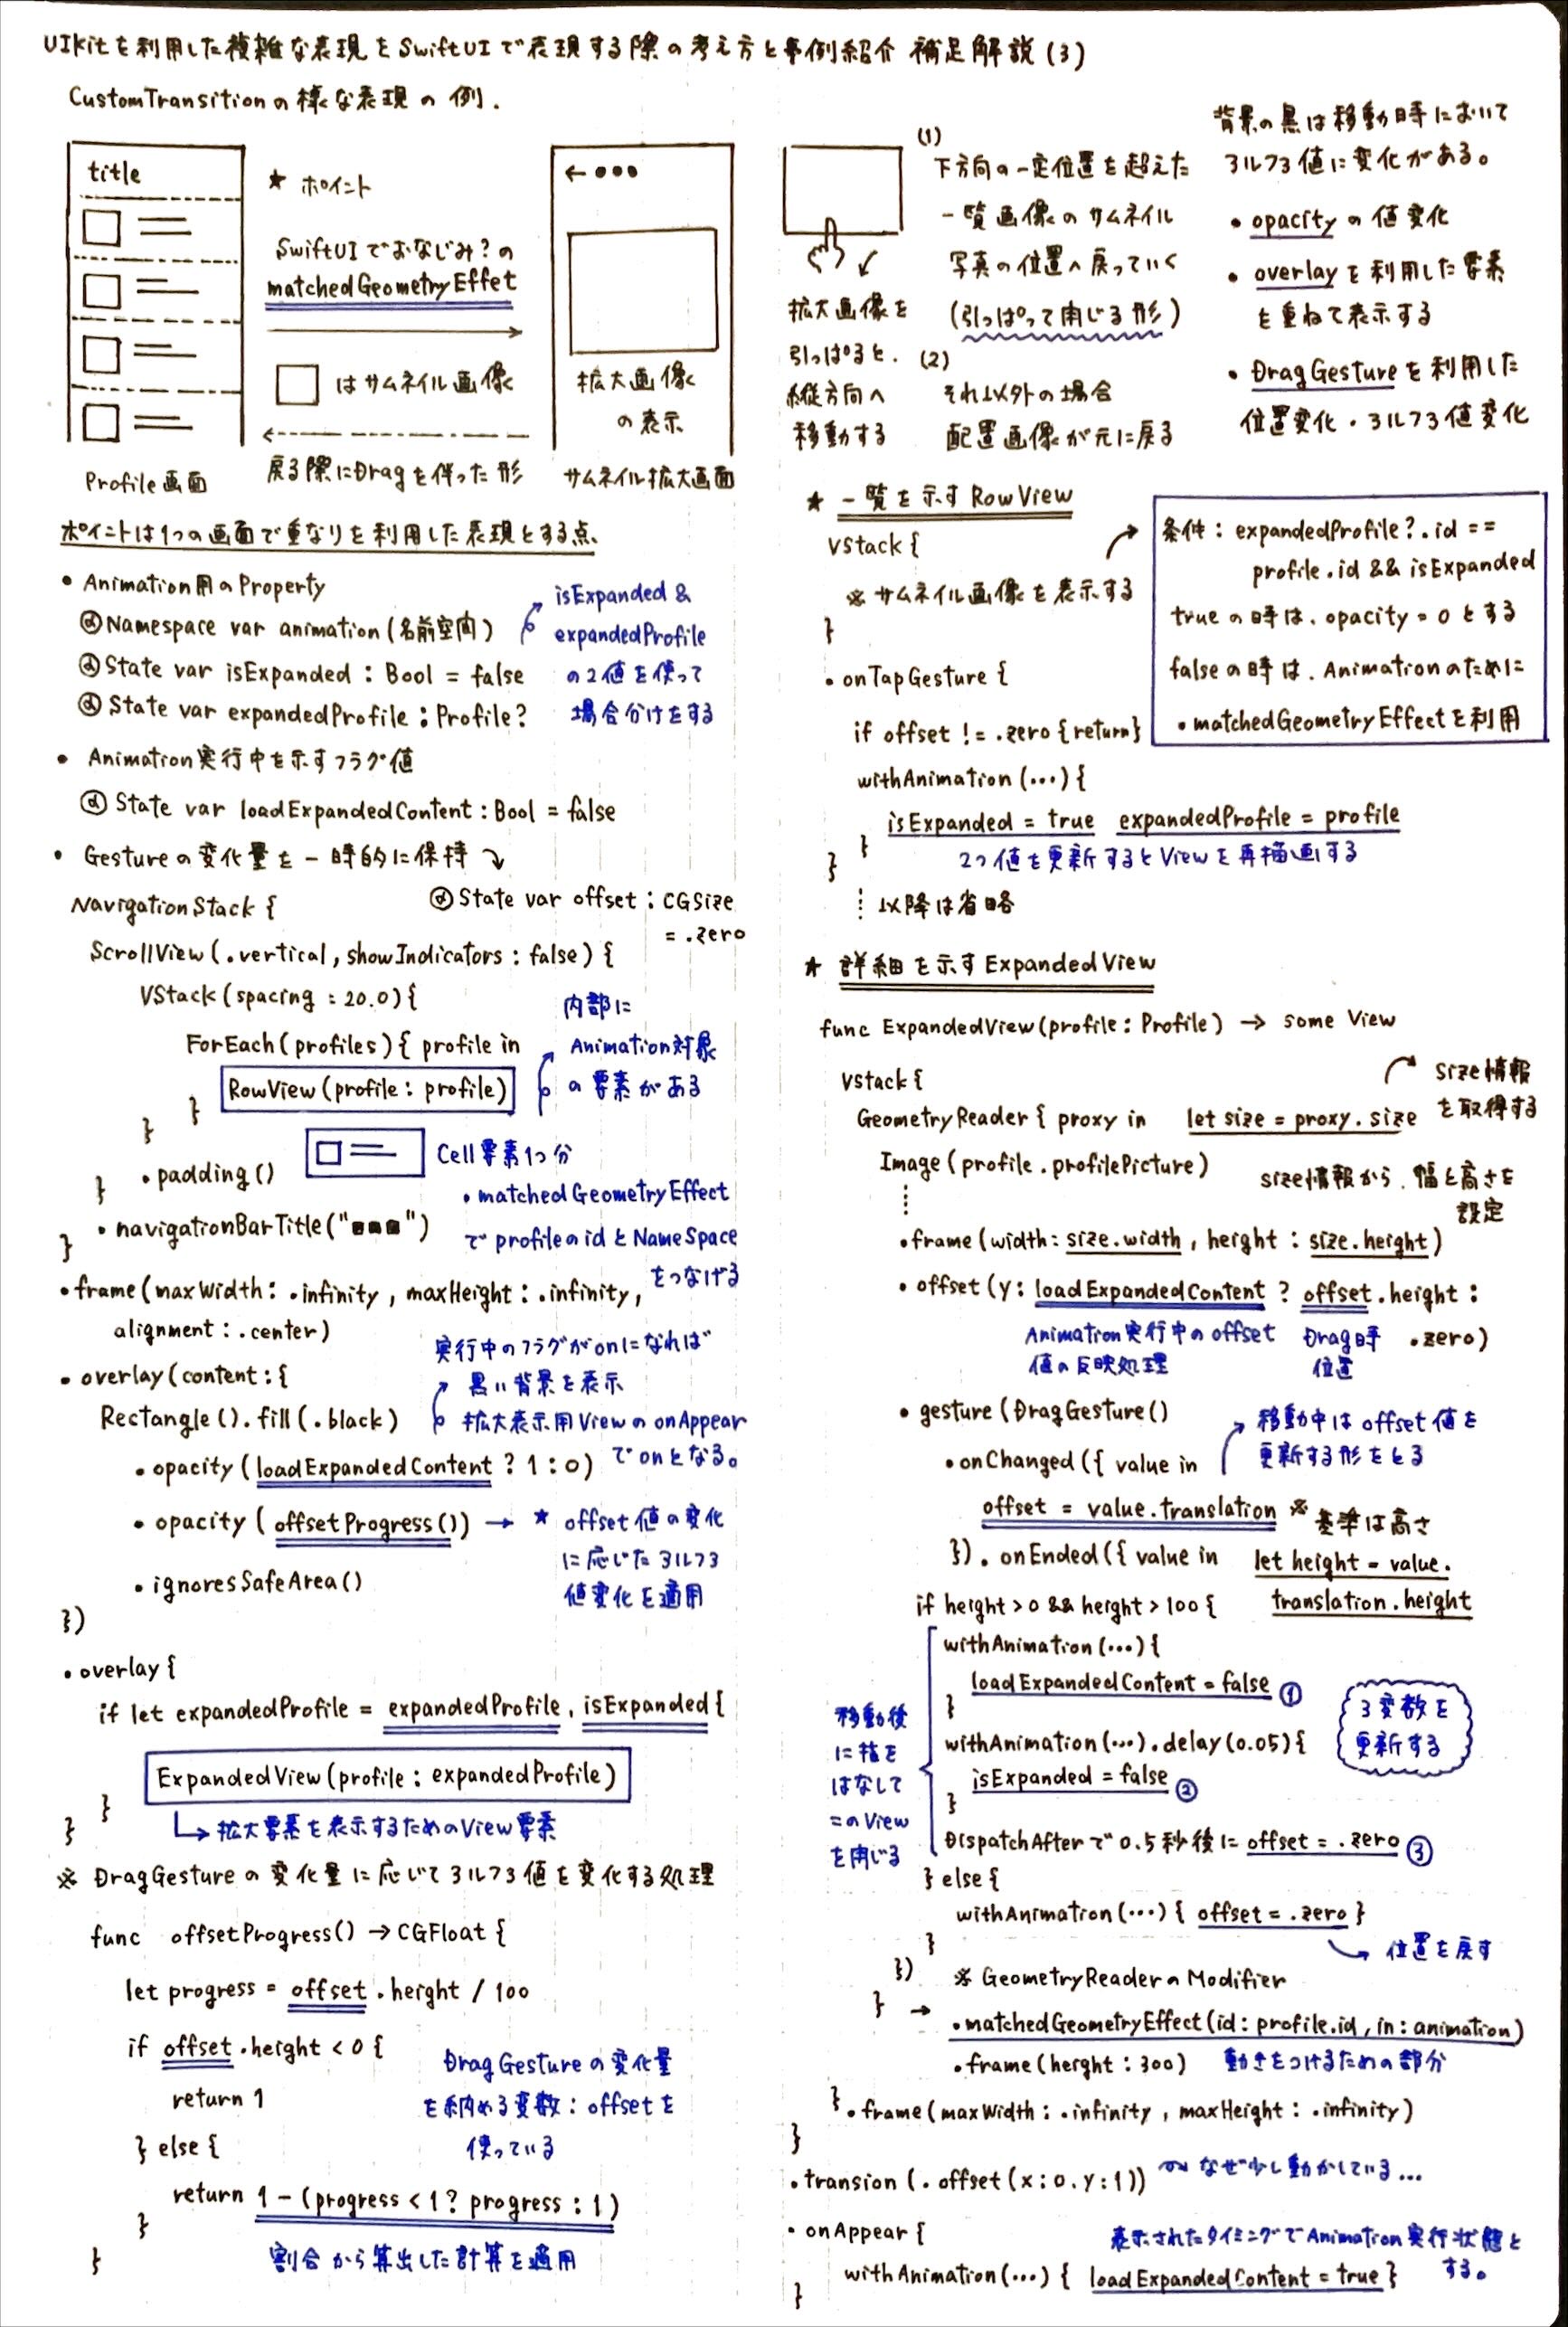 UIKitを利用した複雑な表現をSwiftUIで表現する際の考え方と事例紹介 補足解説(3)
CustomTransitionの様な表現の例.
title
★ ポイント
SwiftUIでおなじみ?の
matchedGeometryEffet
はサムネイル画像
戻る際にDragを伴った形
Profile画面
←●●●
拡大画像
の表示
サムネイル拡大画面
ポイントは1つの画面で重なりを利用した表現とする点.
• Animation用のProperty
@Namespace var animation (名前空間)
@State var isExpanded : Bool = false
@State var expandedProfile : Profile?
isExpanded &
expandedProfile
の2値を使って
場合分けをする
• Animation実行中を示すフラグ値
@State var loadExpandedContent : Bool = false
• Gestureの変化量を一時的に保持
@State var offset : CGSize
= .zero
NavigationStack {
ScrollView (.vertical, showIndicators : false) {
VStack (spacing : 20.0) {
ForEach (profiles) { profile in
RowView (profile : profile)
}
}
内部に
Animation対象
の要素がある
Cell要素1つ分
.padding ()
}
.navigationBarTitle("■■■")
}
.matchedGeometryEffect
でprofileのidとNameSpace
をつなげる
.frame (maxWidth : .infinity , maxHeight : .infinity,
alignment : .center)
• overlay (content : {
Rectangle ().fill (.black)
実行中のフラグがonになれば
黒い背景を表示
拡大表示用ViewのonAppear
でonとなる。
.opacity (loadExpandedContent ? 1 : 0)
.opacity ( offsetProgress ()) → ★ offset値の変化
に応じたアルファ
値変化を適用
.ignoresSafeArea ()
})
.overlay {
if let expandedProfile = expandedProfile , isExpanded {
ExpandedView (profile : expandedProfile)
}
}
↳ 拡大要素を表示するためのView要素
※ DragGestureの変化量に応じてアルファ値を変化する処理
func offsetProgress () → CGFloat {
let progress = offset .height / 100
if offset .height < 0 {
return 1
} else {
return 1 - (progress < 1 ? progress : 1)
}
}
DragGestureの変化量
を納める変数 : offsetを
使っている
割合から算出した計算を適用
拡大画像を
引っぱると.
縦方向へ
移動する
(1)
下方向の一定位置を超えた
一覧画像のサムネイル
写真の位置へ戻っていく
(引っぱって閉じる形)
(2)
それ以外の場合
配置画像が元に戻る
背景の黒は移動時において
アルファ値に変化がある。
• opacityの値変化
• overlayを利用した要素
を重ねて表示する
• DragGestureを利用した
位置変化・アルファ値変化
★ 一覧を示すRowView
VStack {
※サムネイル画像を表示する
}
条件 : expandedProfile?.id ==
profile.id && isExpanded
trueの時は. opacity = 0とする
falseの時は. Animationのために
.matchedGeometryEffectを利用
.onTapGesture {
if offset != .zero {return}
withAnimation (...) {
isExpanded = true expandedProfile = profile
}
}
2つ値を更新するとViewを再描画する
⋮ 以降は省略
★ 詳細を示すExpandedView
func ExpandedView (profile : Profile) → some View
VStack {
GeometryReader { proxy in let size = proxy.size
size情報
を取得する
Image (profile.profilePicture)
⋮
size情報から. 幅と高さを
設定
.frame (width : size.width , height : size.height)
.offset (y : loadExpandedContent ? offset .height :
.zero)
Animation実行中のoffset
値の反映処理
Drag時
位置
.gesture (DragGesture ()
.onChanged ({ value in
移動中はoffset値を
更新する形をとる
offset = value.translation ※ 基準は高さ
}) . onEnded ({ value in let height = value.
translation.height
if height > 0 && height > 100 {
withAnimation (...) {
loadExpandedContent = false ①
}
withAnimation (...).delay (0.05) {
isExpanded = false ②
}
DispatchAfterで0.5秒後に offset = .zero ③
移動後
に指を
はなして
このView
を閉じる
3変数を
更新する
} else {
withAnimation (...) { offset = .zero }
}
位置を戻す
})
※ GeometryReaderのModifier
} →
.matchedGeometryEffect (id : profile.id , in : animation)
.frame (height : 300) 動きをつけるための部分
} .frame (maxWidth : .infinity , maxHeight : .infinity)
}
.transion (. offset (x : 0. y : 1)) なぜ少し動かしている...
.onAppear {
表示されたタイミングでAnimation実行状態と
する。
withAnimation (...) { loadExpandedContent = true }
}